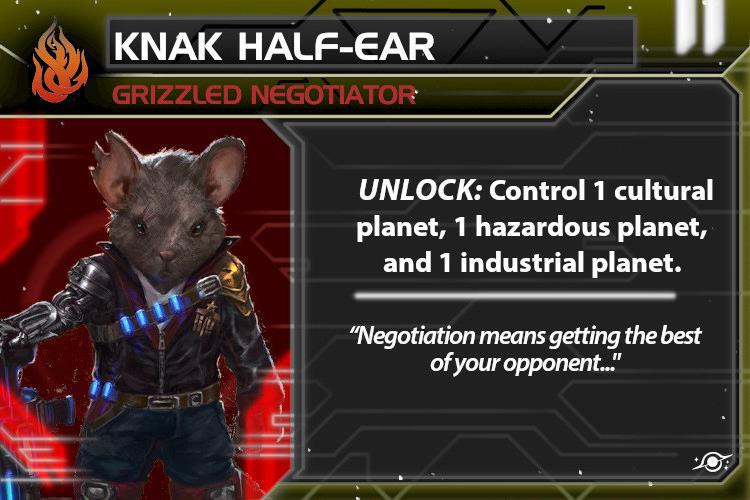 KNAK HALF-EAR
GRIZZLED NEGOTIATOR
UNLOCK: Control 1 cultural
planet, 1 hazardous planet,
and 1 industrial planet.
“Negotiation means getting the best
of your opponent..."